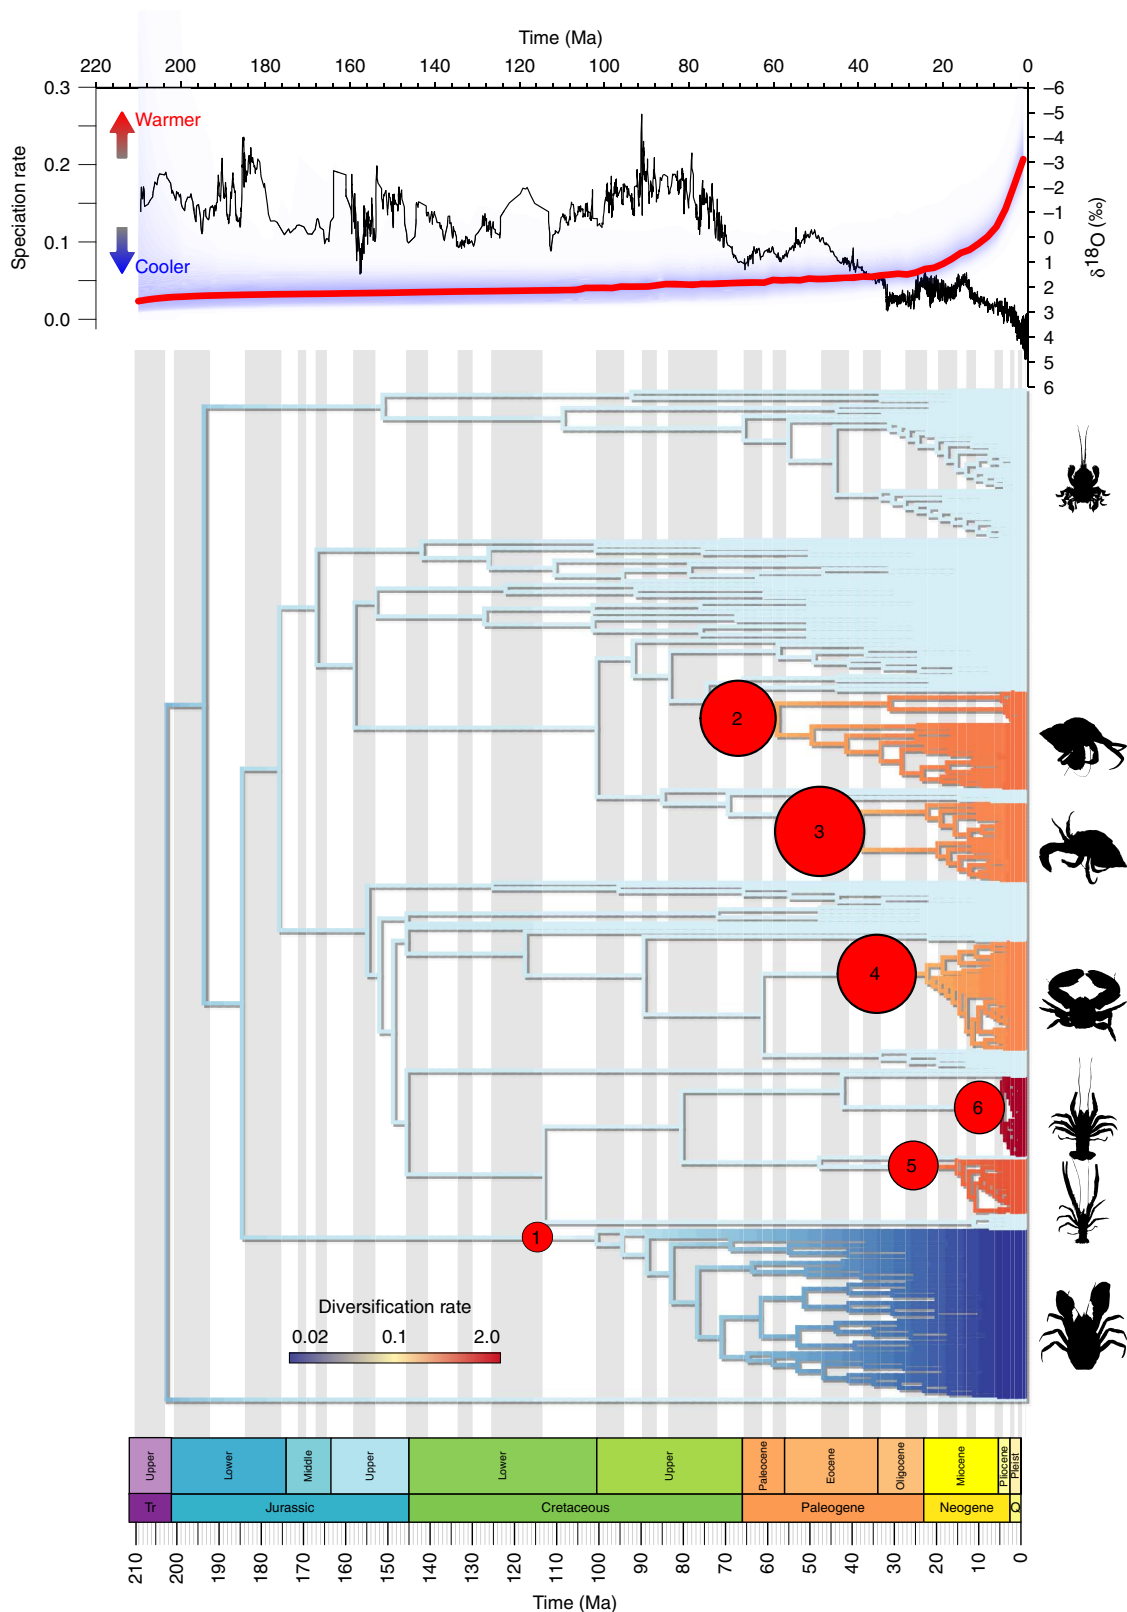 Time (Ma)
220 200 180 160 140 120 100 80 60 40 20 0
0.3
0.2
0.1
0.0
Speciation rate
Warmer
Cooler
–6
–5
–4
–3
–2
–1
0
1
2
3
4
5
6
δ18O (‰)
2
3
4
6
5
1
Diversification rate
0.02 0.1 2.0
Upper Lower Middle Upper Lower Upper Paleocene Eocene Oligocene Miocene Pliocene Pleist
Tr Jurassic Cretaceous Paleogene Neogene Q
210 200 190 180 170 160 150 140 130 120 110 100 90 80 70 60 50 40 30 20 10 0
Time (Ma)